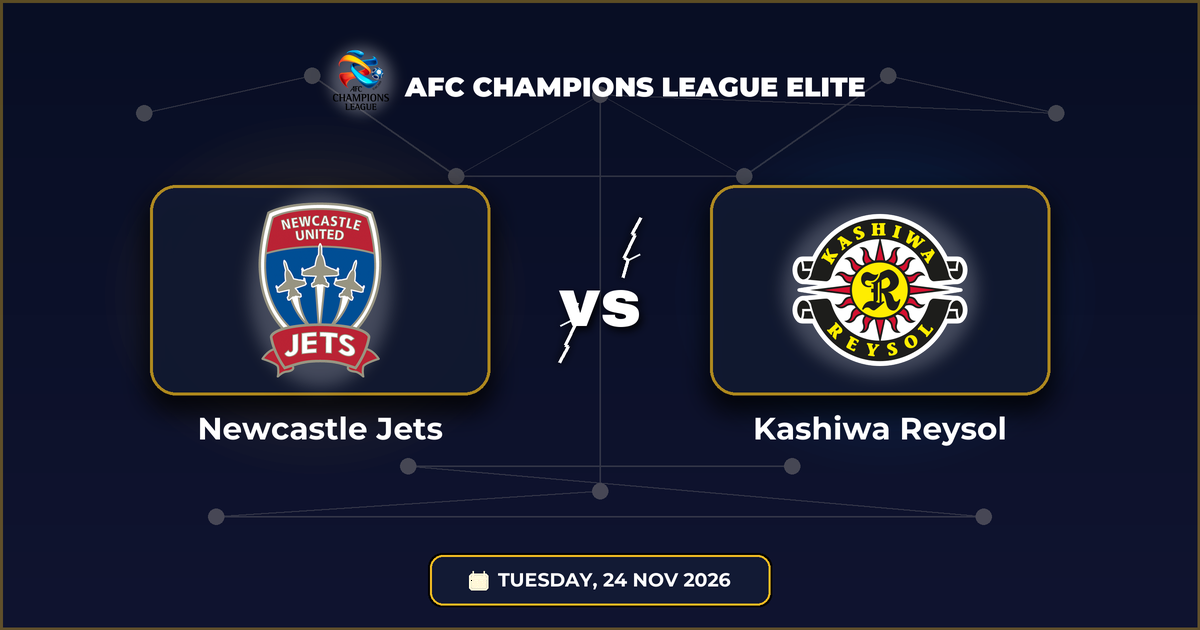 AFC
CHAMPIONS
LEAGUE
AFC CHAMPIONS LEAGUE ELITE
NEWCASTLE
UNITED
JETS
vs
KASHIWA
R
REYSOL
Newcastle Jets
Kashiwa Reysol
TUESDAY, 24 NOV 2026